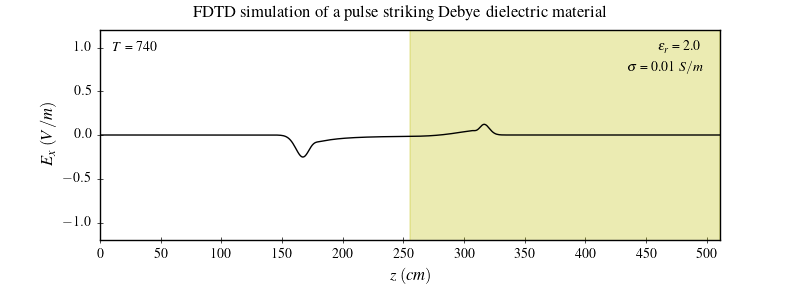 FDTD simulation of a pulse striking Debye dielectric material
T = 740
εr = 2.0
σ = 0.01 S/m
1.0
0.5
0.0
−0.5
−1.0
Ex (V/m)
0 50 100 150 200 250 300 350 400 450 500
z (cm)